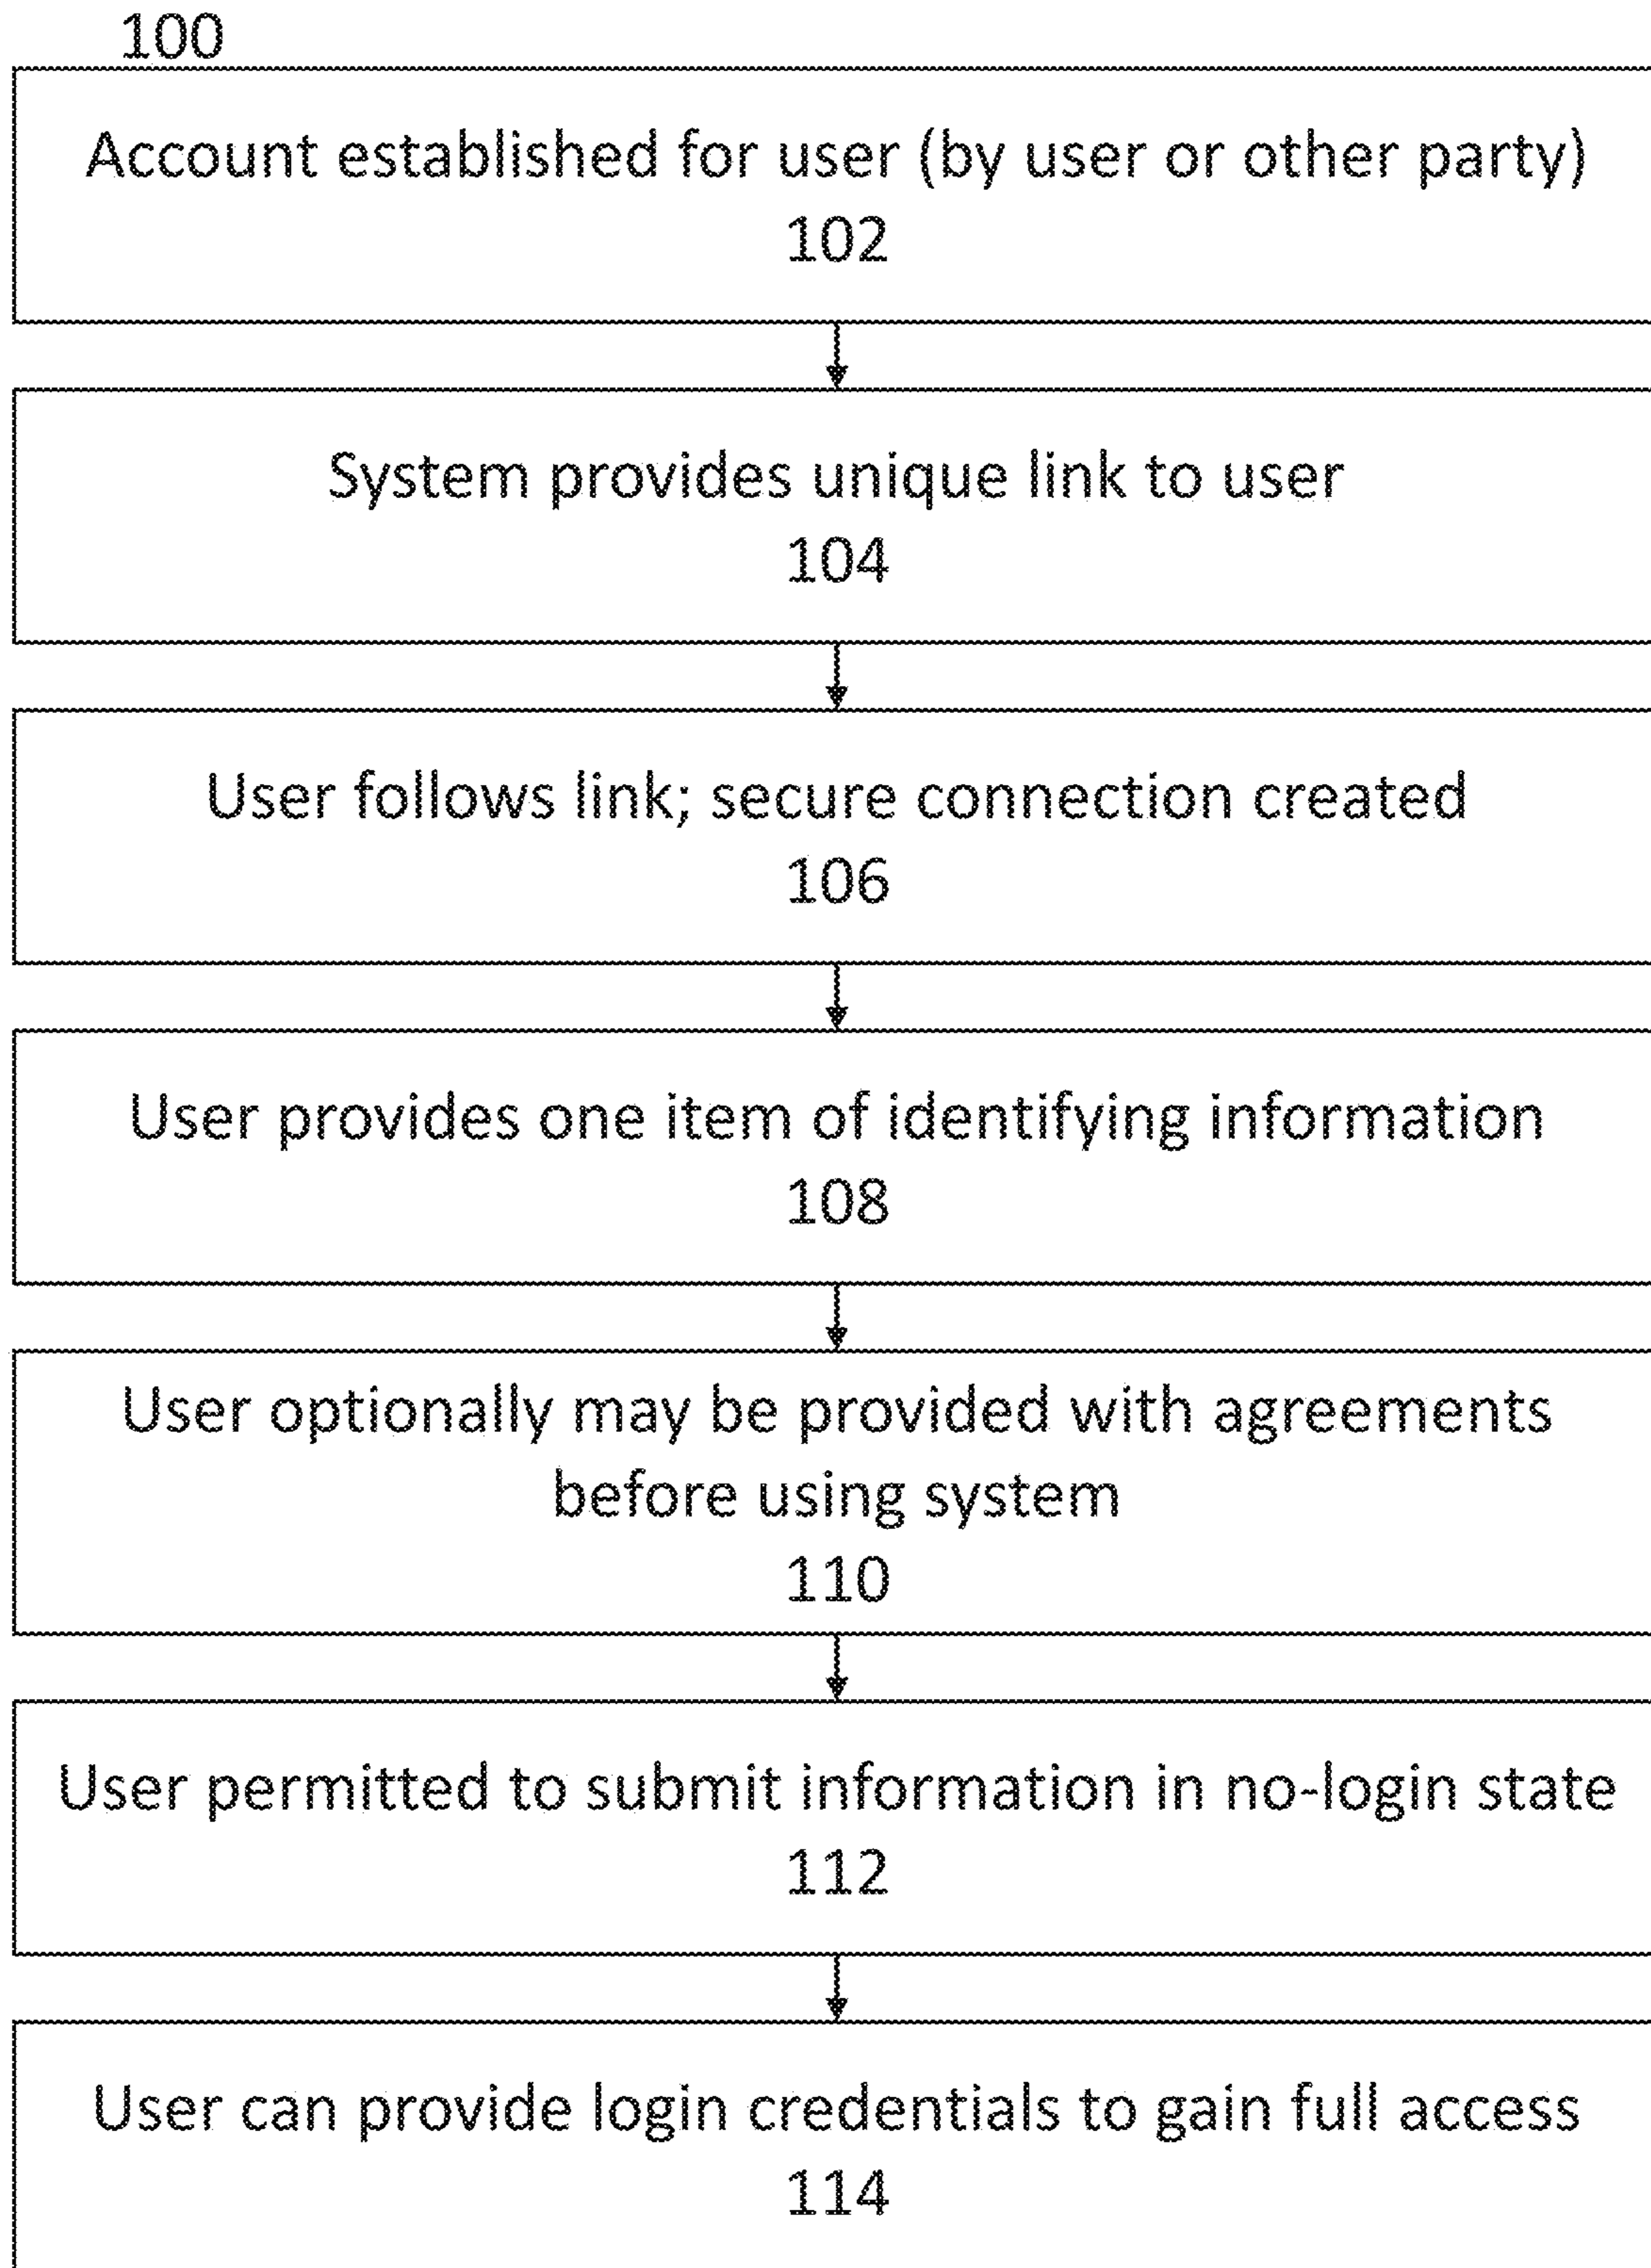 100
Account established for user (by user or other party)
102
System provides unique link to user
104
User follows link; secure connection created
106
User provides one item of identifying information
108
User optionally may be provided with agreements
before using system
110
User permitted to submit information in no-login state
112
User can provide login credentials to gain full access
114